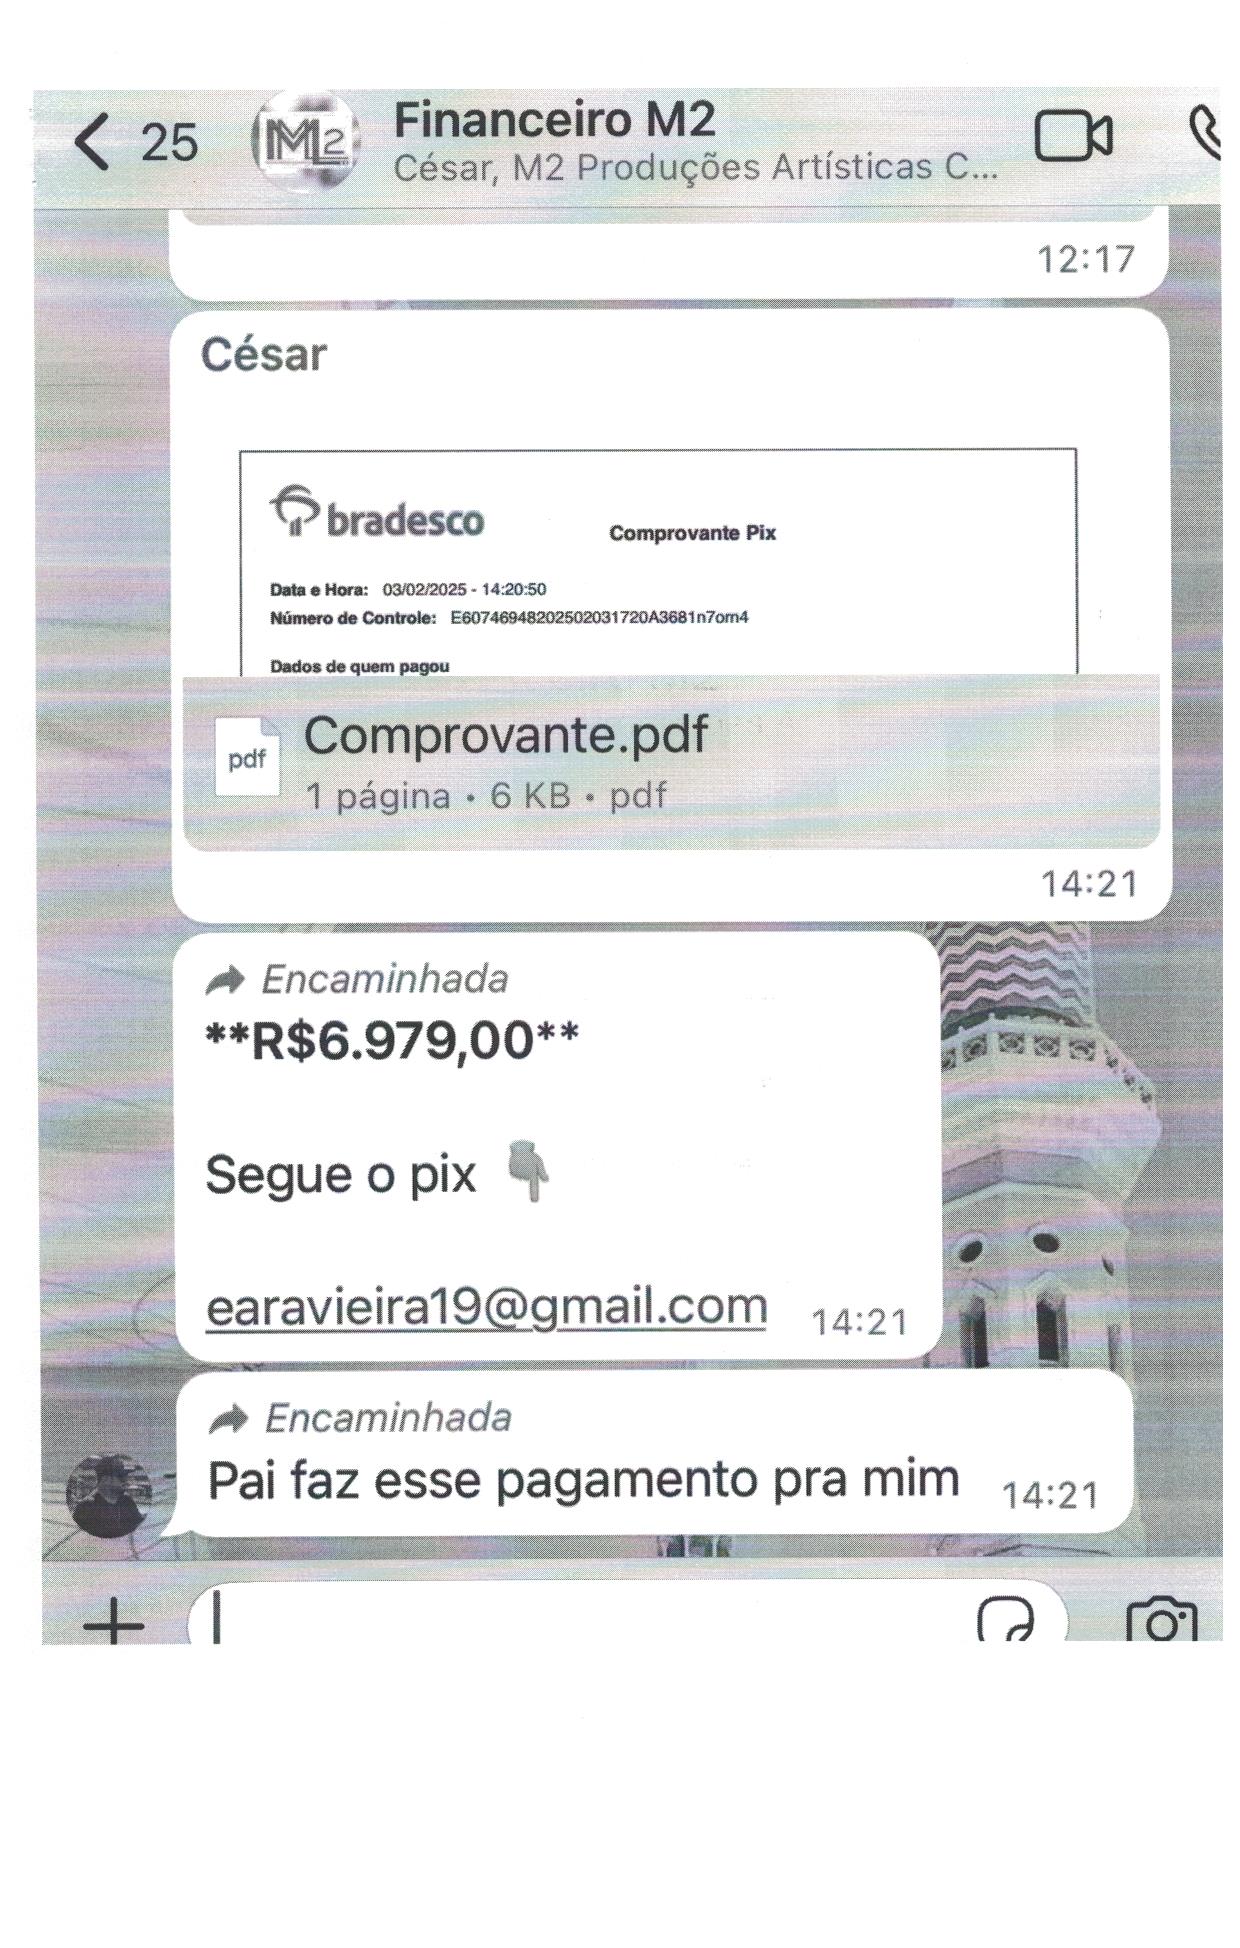 25
M2
Financeiro M2
César, M2 Produções Artísticas C...
12:17
César
bradesco
Comprovante Pix
Data e Hora: 03/02/2025 - 14:20:50
Número de Controle: E60746948202502031720A3681n7om4
Dados de quem pagou
pdf
Comprovante.pdf
1 página • 6 KB • pdf
14:21
Encaminhada
**R$6.979,00**
Segue o pix 👇
earavieira19@gmail.com 14:21
Encaminhada
Pai faz esse pagamento pra mim 14:21